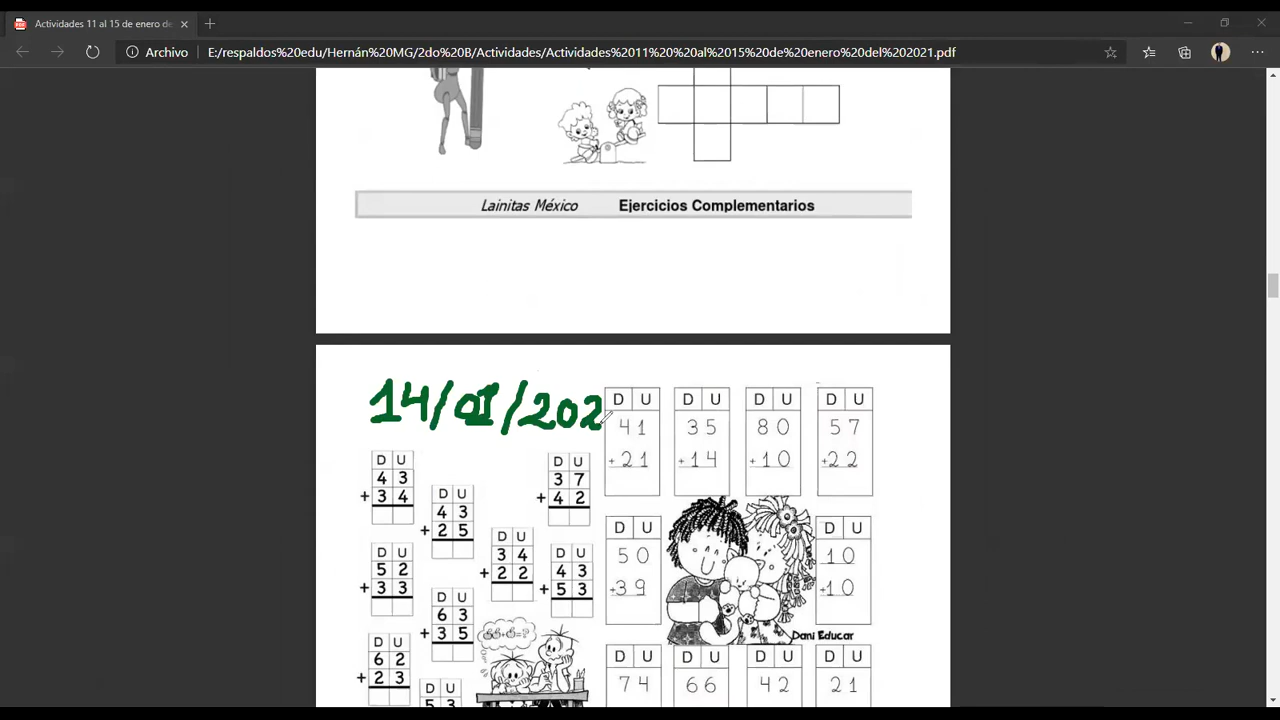 Actividades 11 al 15 de enero de
Archivo E:/respaldos%20edu/Hernán%20MG/2do%20B/Actividades/Actividades%2011%20%20al%2015%20de%20enero%20del%202021.pdf
Lainitas México Ejercicios Complementarios
14/01/202
D U
43
+ 34
D U
43
+ 25
D U
37
+ 42
D U
52
+ 33
D U
34
+ 22
D U
43
+ 53
D U
63
+ 35
D U
62
+ 23
D U
53
66+6=?
D U
41
+21
D U
35
+14
D U
80
+10
D U
57
+22
D U
50
+39
D U
10
+10
Dani Educar
D U
74
D U
66
D U
42
D U
21